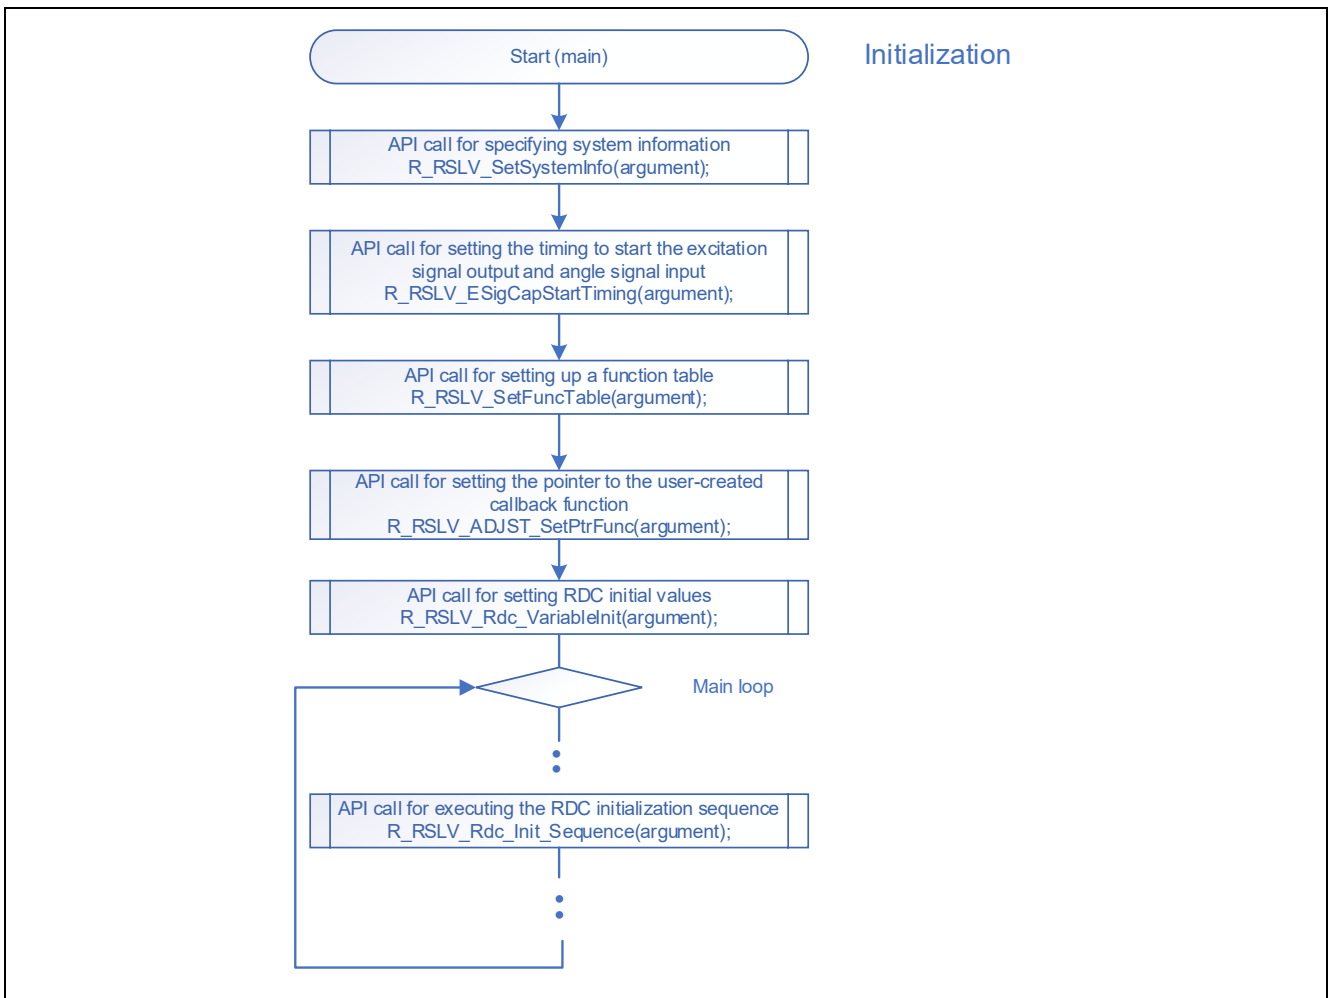 Start (main)
Initialization
API call for specifying system information
R_RSLV_SetSystemInfo(argument);
API call for setting the timing to start the excitation
signal output and angle signal input
R_RSLV_ESigCapStartTiming(argument);
API call for setting up a function table
R_RSLV_SetFuncTable(argument);
API call for setting the pointer to the user-created
callback function
R_RSLV_ADJST_SetPtrFunc(argument);
API call for setting RDC initial values
R_RSLV_Rdc_VariableInit(argument);
Main loop
API call for executing the RDC initialization sequence
R_RSLV_Rdc_Init_Sequence(argument);